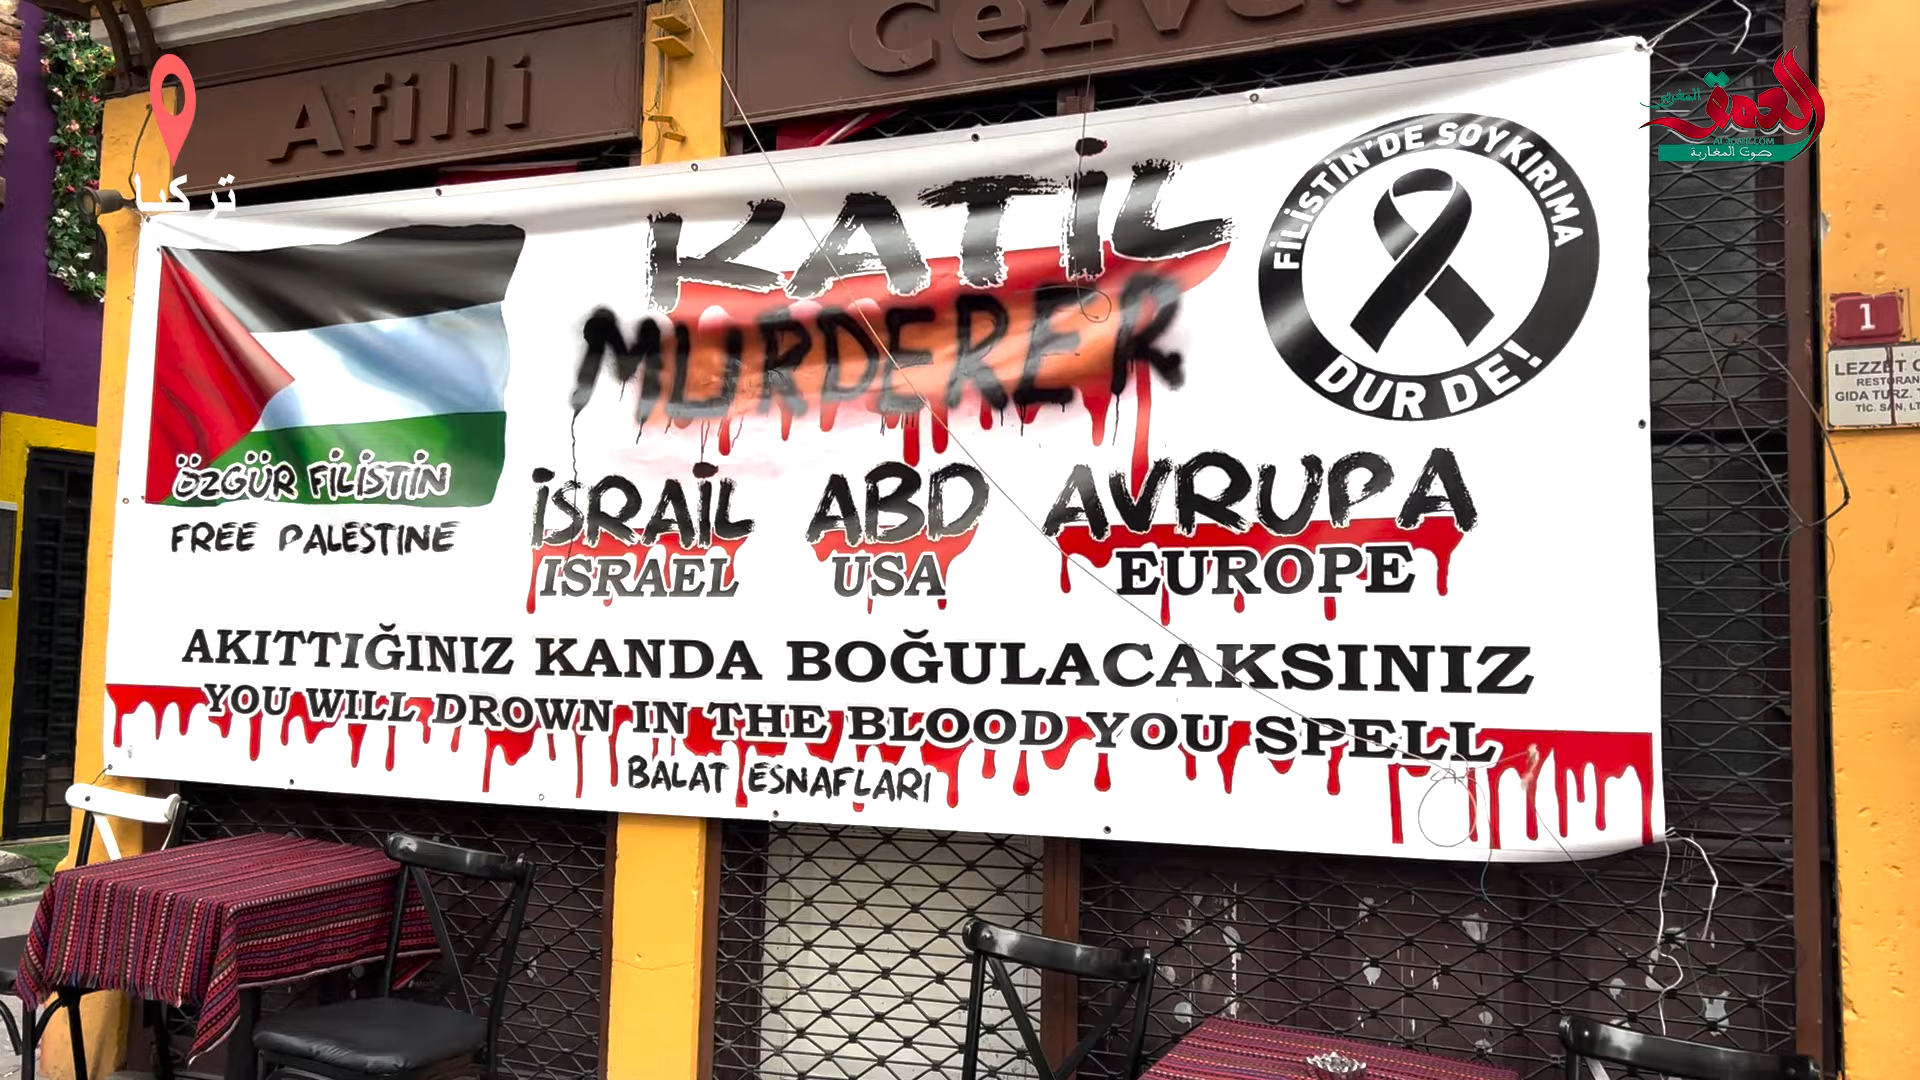 Afilli
Cezve
تركيا
العمق
المغربي
AL3OMK.COM
صوت المغاربة
KATİL
MURDERER
FİLİSTİN'DE SOYKIRIMA
DUR DE!
ÖZGÜR FİLİSTİN
FREE PALESTINE
İSRAİL ABD AVRUPA
ISRAEL USA EUROPE
AKITTIĞINIZ KANDA BOĞULACAKSINIZ
YOU WILL DROWN IN THE BLOOD YOU SPELL
BALAT ESNAFLARI
1
LEZZET
RESTORAN
GIDA TURZ.
TİC. SAN, LT